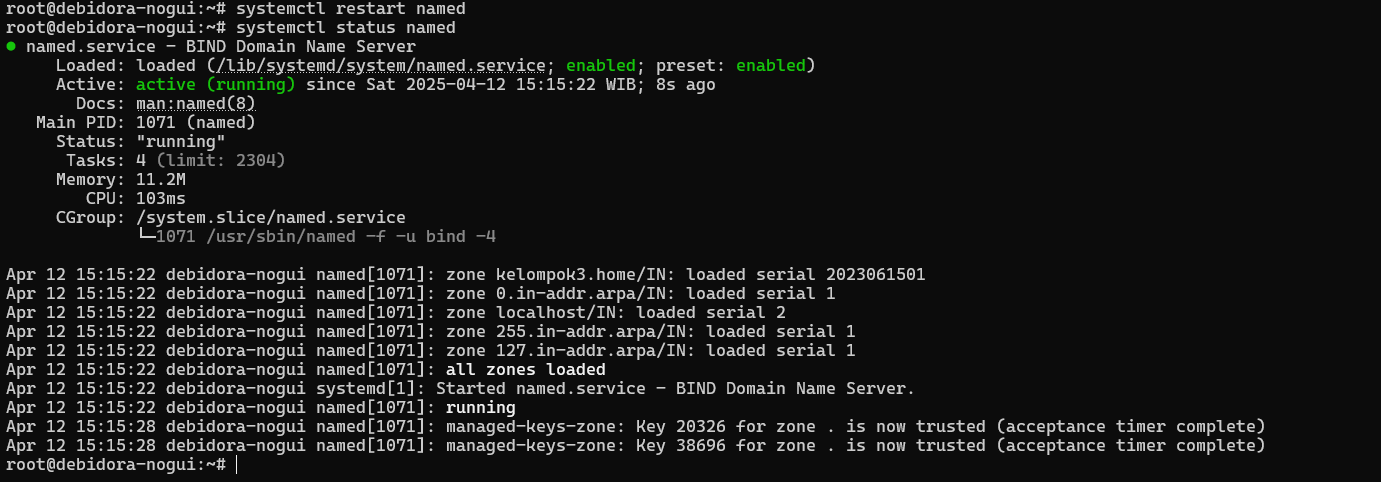 root@debidora-nogui:~# systemctl restart named
root@debidora-nogui:~# systemctl status named
● named.service - BIND Domain Name Server
     Loaded: loaded (/lib/systemd/system/named.service; enabled; preset: enabled)
     Active: active (running) since Sat 2025-04-12 15:15:22 WIB; 8s ago
       Docs: man:named(8)
   Main PID: 1071 (named)
     Status: "running"
      Tasks: 4 (limit: 2304)
     Memory: 11.2M
        CPU: 103ms
     CGroup: /system.slice/named.service
             └─1071 /usr/sbin/named -f -u bind -4
Apr 12 15:15:22 debidora-nogui named[1071]: zone kelompok3.home/IN: loaded serial 2023061501
Apr 12 15:15:22 debidora-nogui named[1071]: zone 0.in-addr.arpa/IN: loaded serial 1
Apr 12 15:15:22 debidora-nogui named[1071]: zone localhost/IN: loaded serial 2
Apr 12 15:15:22 debidora-nogui named[1071]: zone 255.in-addr.arpa/IN: loaded serial 1
Apr 12 15:15:22 debidora-nogui named[1071]: zone 127.in-addr.arpa/IN: loaded serial 1
Apr 12 15:15:22 debidora-nogui named[1071]: all zones loaded
Apr 12 15:15:22 debidora-nogui systemd[1]: Started named.service - BIND Domain Name Server.
Apr 12 15:15:22 debidora-nogui named[1071]: running
Apr 12 15:15:28 debidora-nogui named[1071]: managed-keys-zone: Key 20326 for zone . is now trusted (acceptance timer complete)
Apr 12 15:15:28 debidora-nogui named[1071]: managed-keys-zone: Key 38696 for zone . is now trusted (acceptance timer complete)
root@debidora-nogui:~#